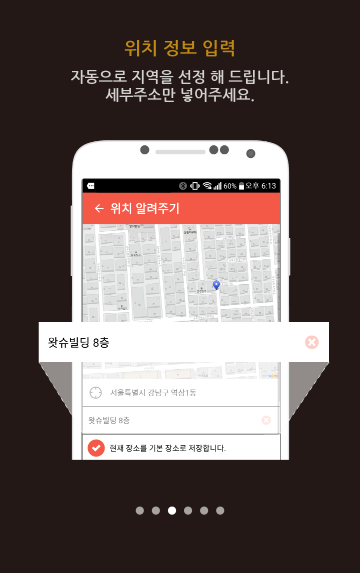 위치 정보 입력
자동으로 지역을 선정 해 드립니다.
세부주소만 넣어주세요.
60% 오후 6:13
← 위치 알려주기
왓슈빌딩 8층
서울특별시 강남구 역삼1동
왓슈빌딩 8층
현재 장소를 기본 장소로 저장합니다.